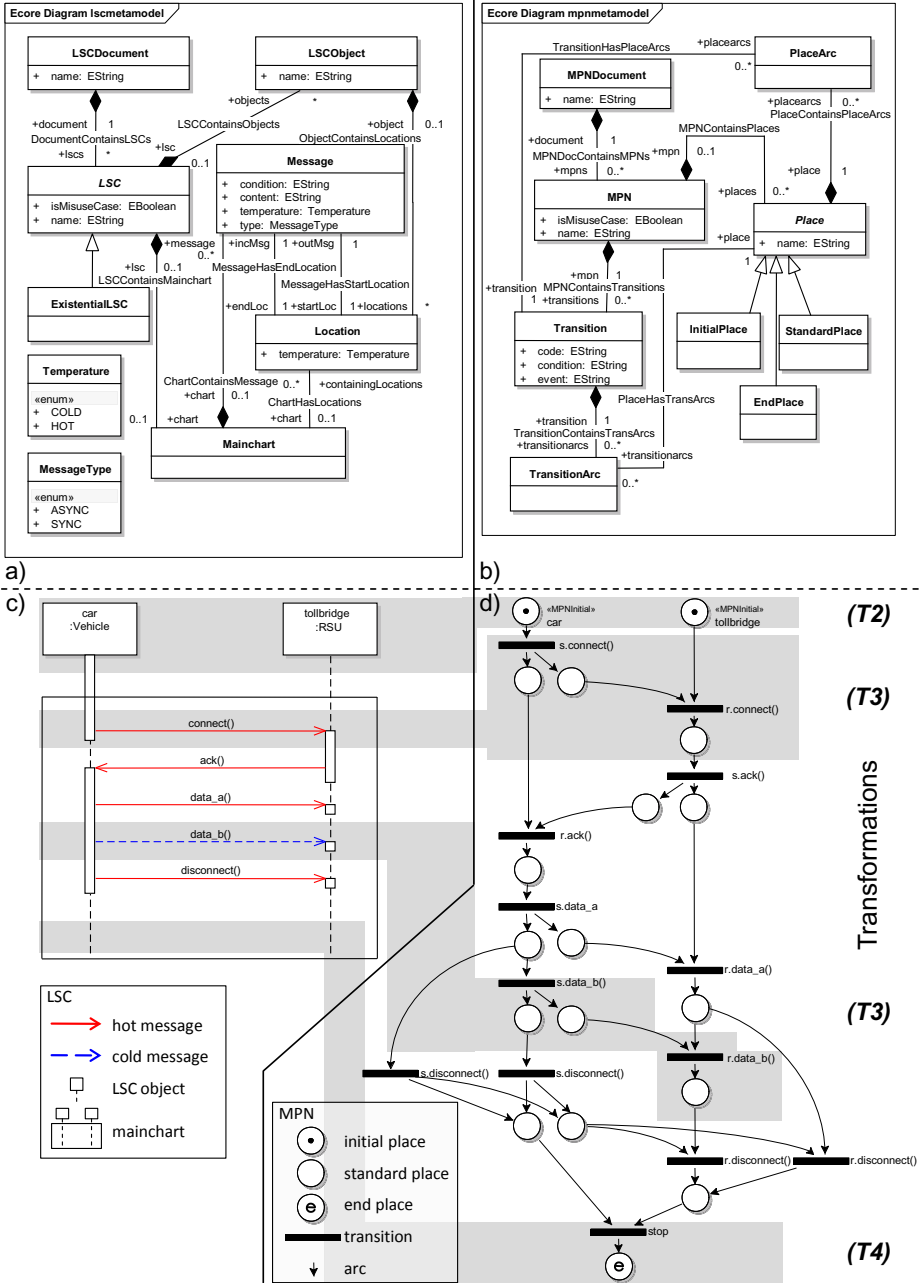 Ecore Diagram lscmetamodel
LSCDocument
+ name: EString
LSCObject
+ name: EString
+objects
*
+document
1
LSCContainsObjects
+object
0..1
DocumentContainsLSCs
ObjectContainsLocations
+lscs
*
+lsc
0..1
LSC
+ isMisuseCase: EBoolean
+ name: EString
Message
+ condition: EString
+ content: EString
+ temperature: Temperature
+ type: MessageType
+message
0..*
+incMsg
1
+outMsg
1
+lsc
0..1
MessageHasEndLocation
LSCContainsMainchart
MessageHasStartLocation
ExistentialLSC
+endLoc
1
+startLoc
1
+locations
*
Location
+ temperature: Temperature
Temperature
«enum»
+ COLD
+ HOT
ChartContainsMessage
0..*
+containingLocations
+chart
0..1
ChartHasLocations
0..1
+chart
+chart
0..1
Mainchart
MessageType
«enum»
+ ASYNC
+ SYNC
a)
Ecore Diagram mpnmetamodel
TransitionHasPlaceArcs
+placearcs
0..*
PlaceArc
MPNDocument
+ name: EString
+placearcs
0..*
PlaceContainsPlaceArcs
MPNContainsPlaces
+document
1
+mpn
0..1
MPNDocContainsMPNs
+mpns
0..*
1
+places
0..*
MPN
+ isMisuseCase: EBoolean
+ name: EString
Place
+ name: EString
+place
1
+mpn
1
MPNContainsTransitions
+transition
1
+transitions
0..*
Transition
+ code: EString
+ condition: EString
+ event: EString
InitialPlace
StandardPlace
EndPlace
PlaceHasTransArcs
+transition
1
TransitionContainsTransArcs
+transitionarcs
0..*
+transitionarcs
0..*
TransitionArc
b)
c)
car
:Vehicle
tollbridge
:RSU
connect()
ack()
data_a()
data_b()
disconnect()
LSC
hot message
cold message
LSC object
mainchart
d)
«MPNInitial»
car
«MPNInitial»
tollbridge
(T2)
s.connect()
(T3)
r.connect()
s.ack()
r.ack()
Transformations
s.data_a
r.data_a()
s.data_b()
(T3)
r.data_b()
s.disconnect()
s.disconnect()
r.disconnect()
r.disconnect()
stop
e
(T4)
MPN
initial place
standard place
e
end place
transition
arc